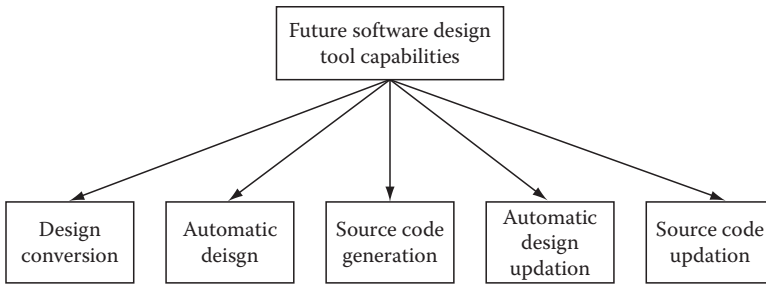 Future software design
tool capabilities
Design
conversion
Automatic
deisgn
Source code
generation
Automatic
design
updation
Source code
updation